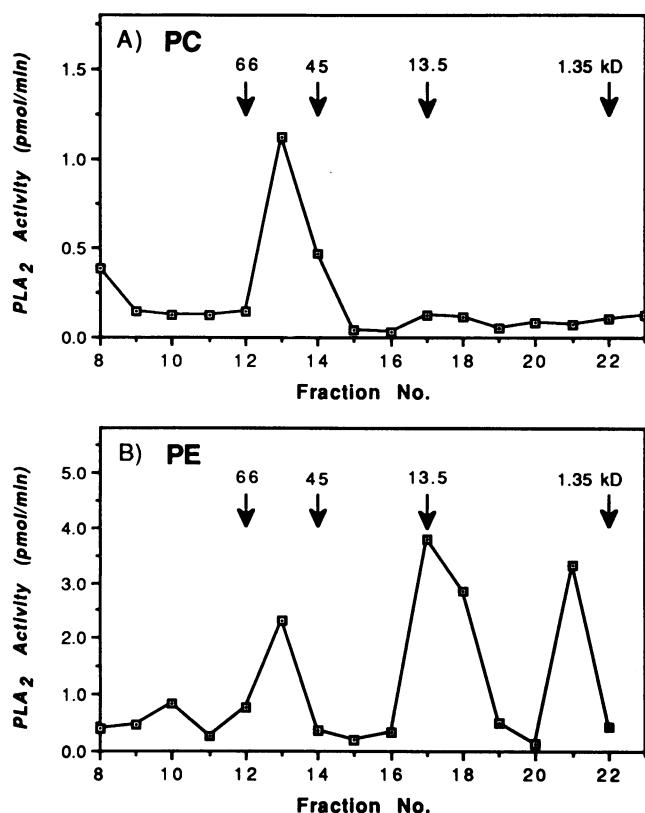 A) PC
66 45 13.5 1.35 kD
PLA2 Activity (pmol/min)
1.5
1.0
0.5
0.0
8 10 12 14 16 18 20 22
Fraction No.
B) PE
66 45 13.5 1.35 kD
PLA2 Activity (pmol/min)
5.0
4.0
3.0
2.0
1.0
0.0
8 10 12 14 16 18 20 22
Fraction No.